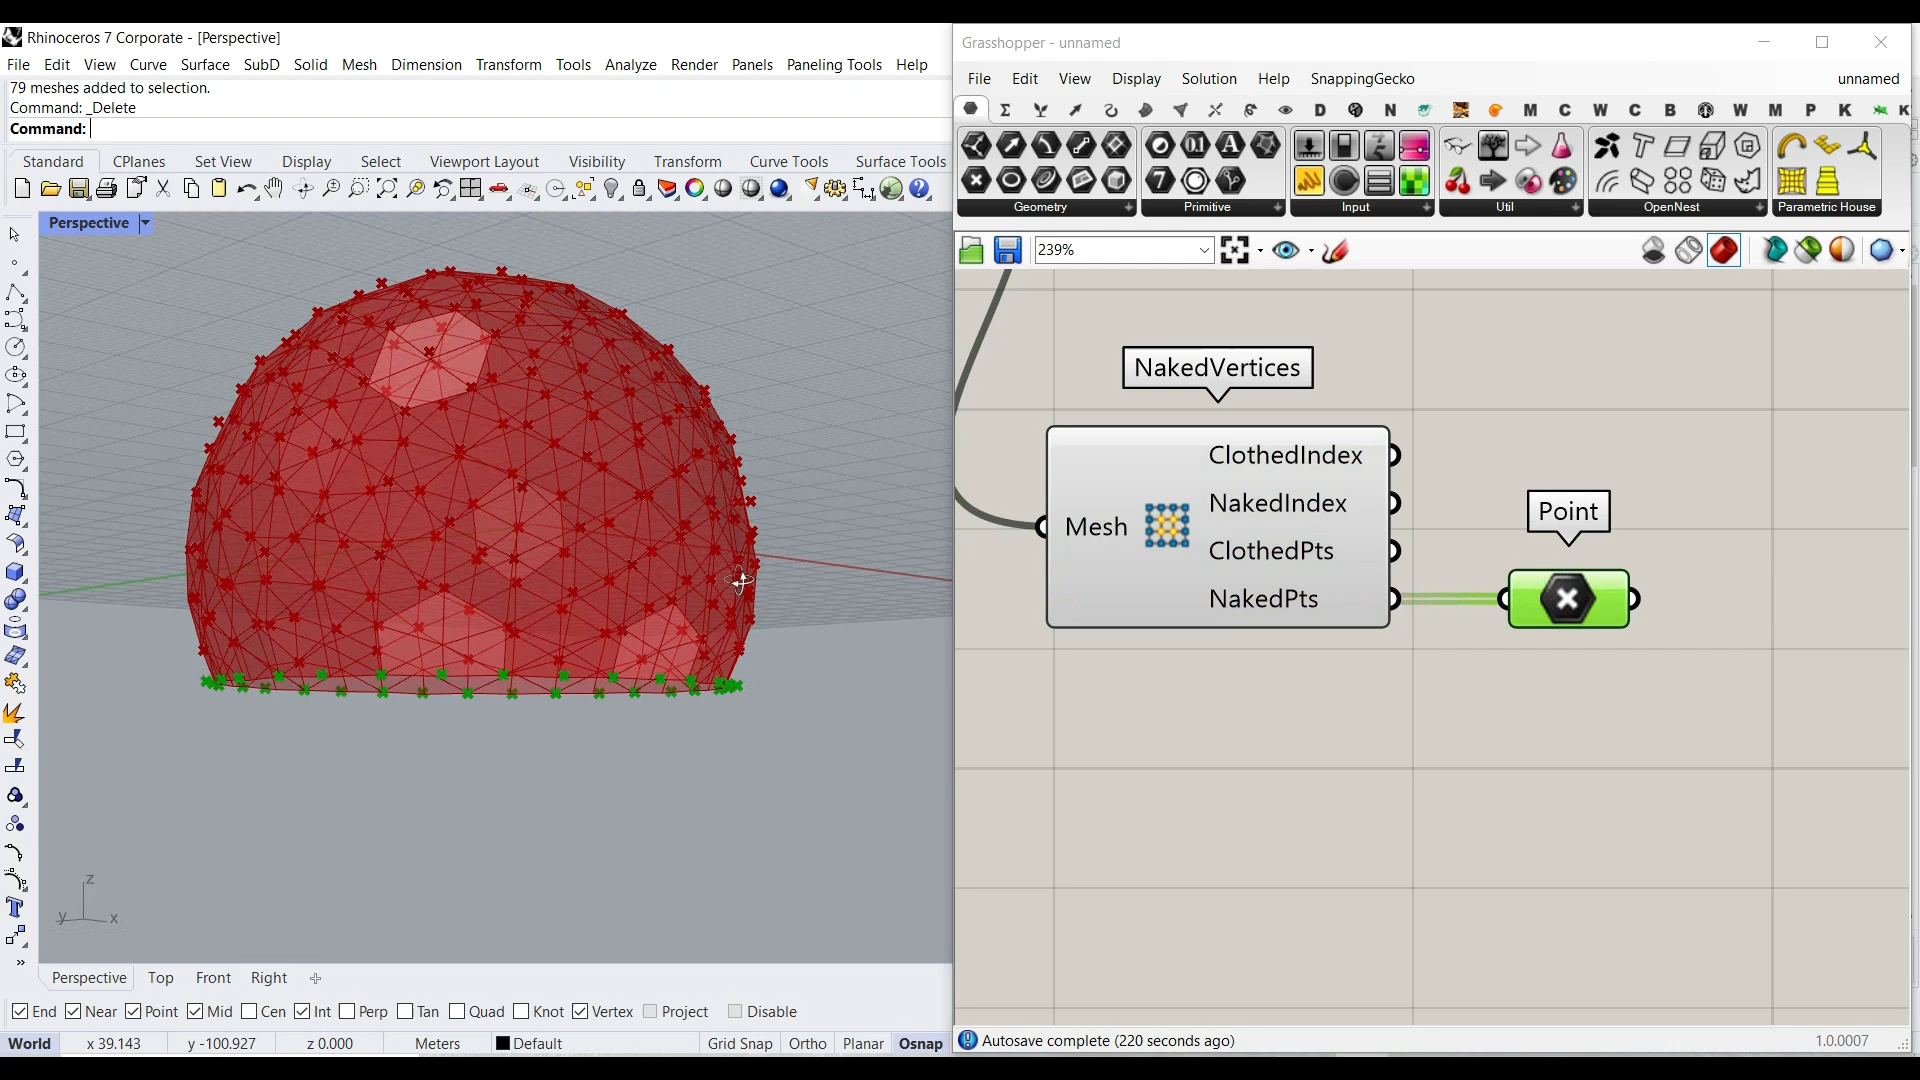 Rhinoceros 7 Corporate - [Perspective]
File Edit View Curve Surface SubD Solid Mesh Dimension Transform Tools Analyze Render Panels Paneling Tools Help
79 meshes added to selection.
Command: _Delete
Command:
Standard CPlanes Set View Display Select Viewport Layout Visibility Transform Curve Tools Surface Tools
Perspective
z
y x
Perspective Top Front Right
End Near Point Mid Cen Int Perp Tan Quad Knot Vertex Project Disable
World x 39.143 y -100.927 z 0.000 Meters Default Grid Snap Ortho Planar Osnap
Grasshopper - unnamed
File Edit View Display Solution Help SnappingGecko unnamed
D N M C W C B W M P K K
Geometry Primitive Input Util OpenNest Parametric House
239%
NakedVertices
Mesh
ClothedIndex
NakedIndex
ClothedPts
NakedPts
Point
Autosave complete (220 seconds ago) 1.0.0007